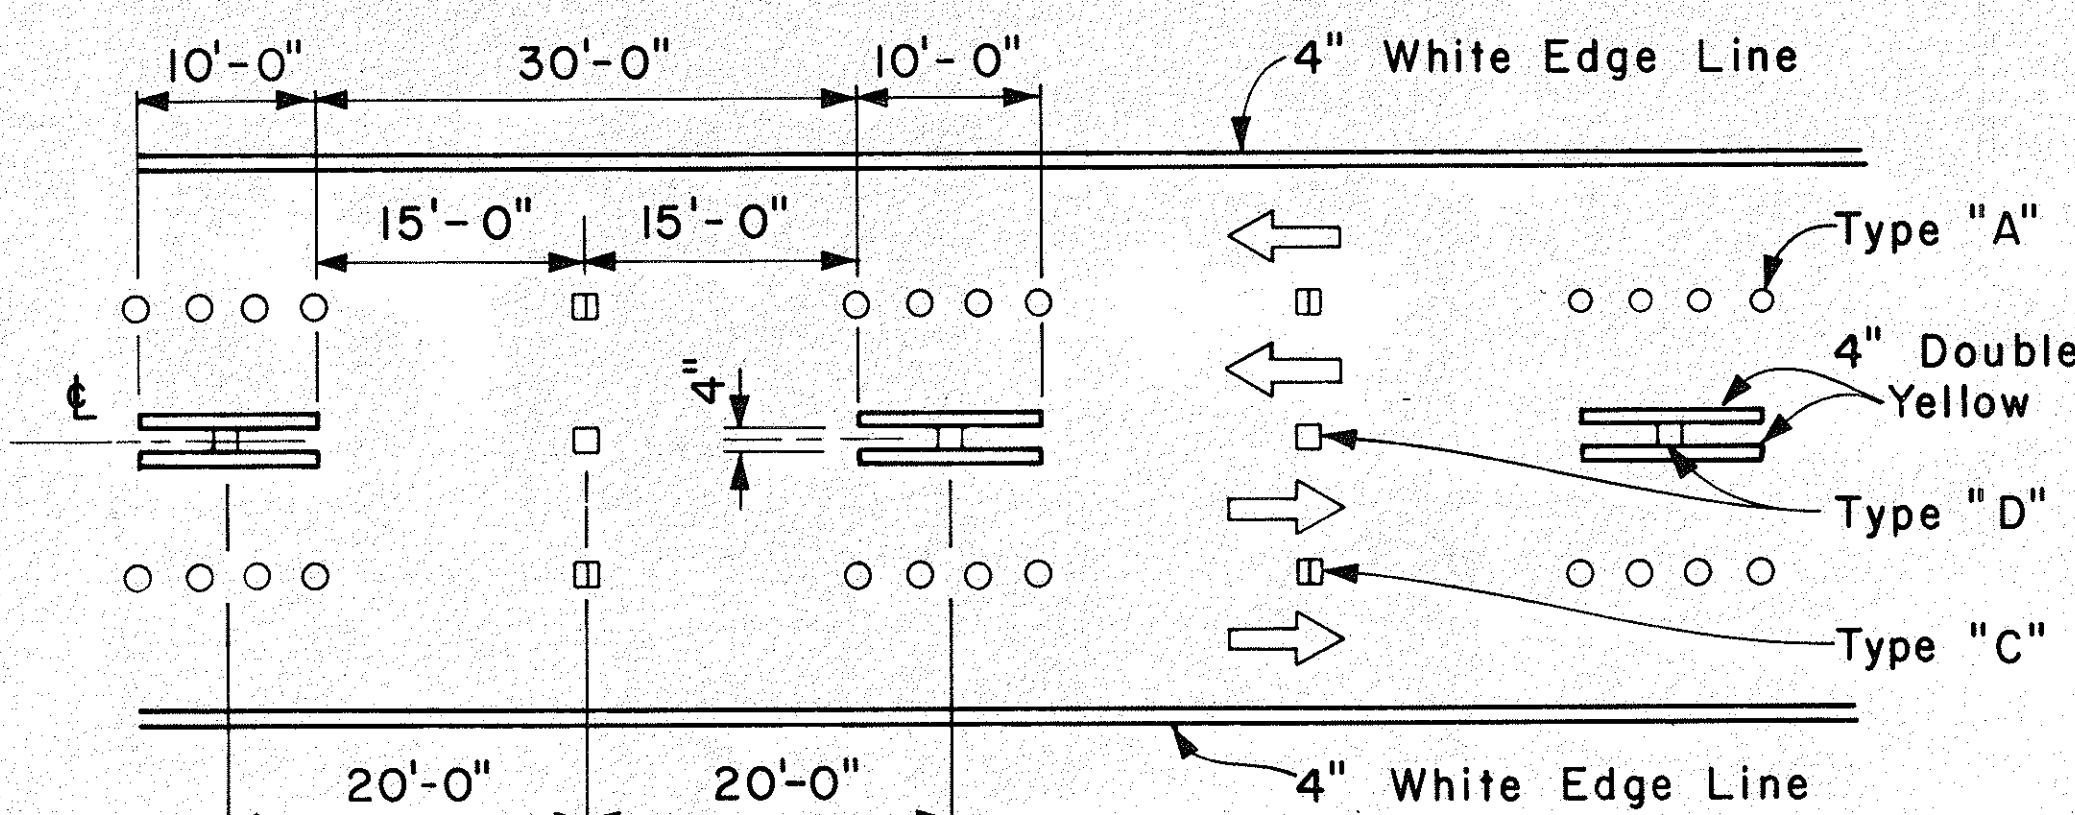 10'-0" 30'-0" 10'-0" 4" White Edge Line
15'-0" 15'-0"
Type "A"
4" Double
Yellow
℄
4"
Type "D"
Type "C"
20'-0" 20'-0" 4" White Edge Line